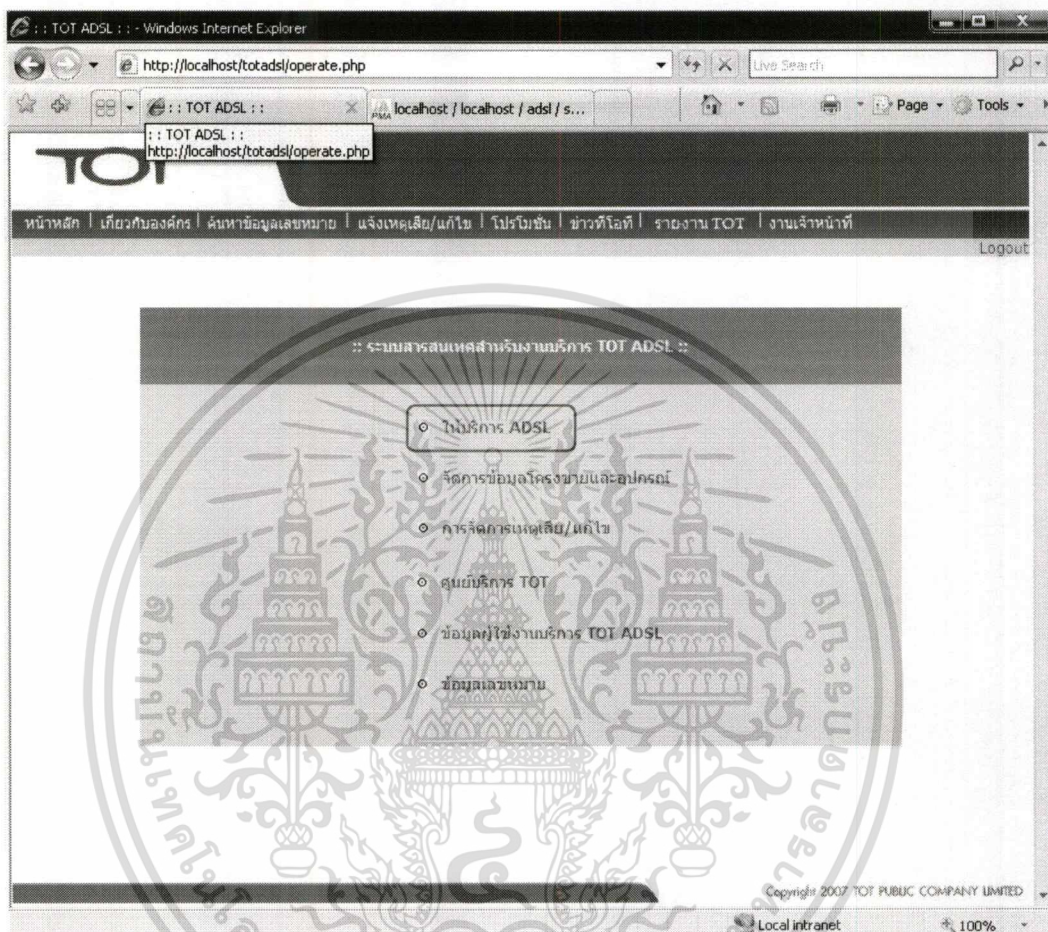 : : TOT ADSL : : - Windows Internet Explorer
http://localhost/totadsl/operate.php
Live Search
: : TOT ADSL : :
PMA localhost / localhost / adsl / s...
Page
Tools
: : TOT ADSL : :
http://localhost/totadsl/operate.php
TOT
หน้าหลัก | เกี่ยวกับองค์กร | ค้นหาข้อมูลเลขหมาย | แจ้งเหตุเสีย/แก้ไข | โปรโมชั่น | ข่าวทีโอที | รายงาน TOT | งานเจ้าหน้าที่
Logout
:: ระบบสารสนเทศสำหรับงานบริการ TOT ADSL ::
ให้บริการ ADSL
จัดการข้อมูลโครงข่ายและอุปกรณ์
การจัดการเหตุเสีย/แก้ไข
ศูนย์บริการ TOT
ข้อมูลผู้ใช้งานบริการ TOT ADSL
ข้อมูลเลขหมาย
Copyright 2007 TOT PUBLIC COMPANY LIMITED
Local intranet
100%